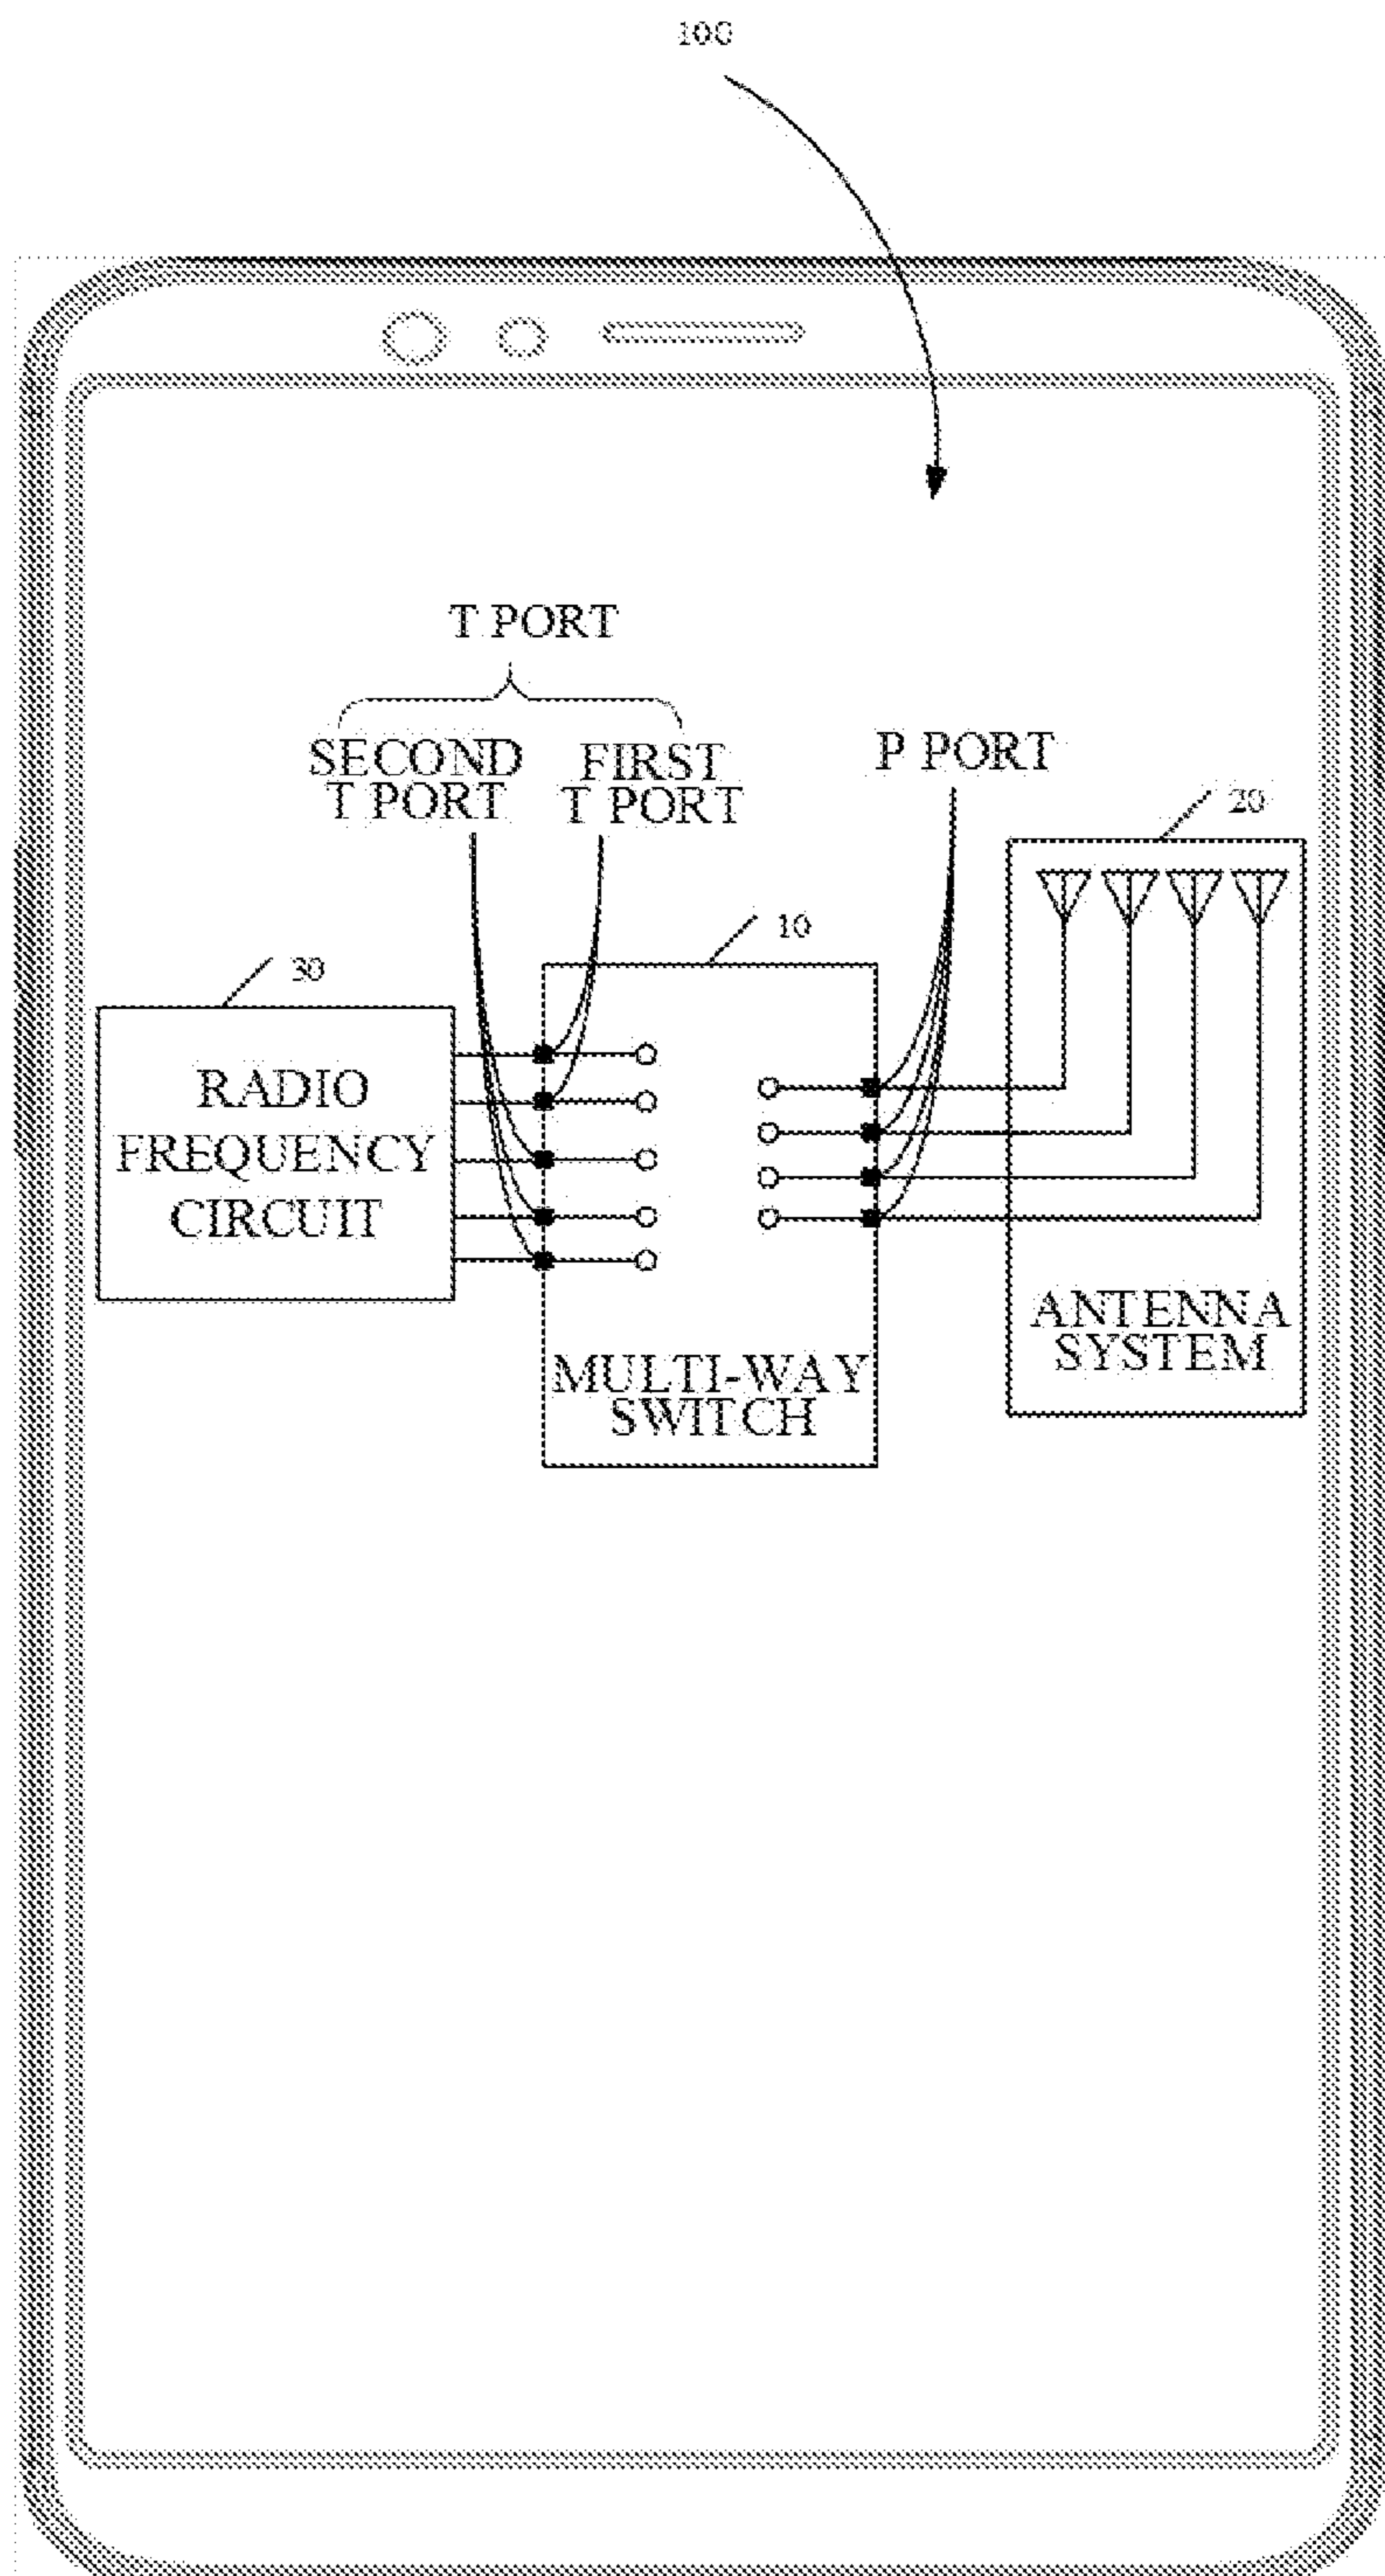 100
T PORT
SECOND
T PORT
FIRST
T PORT
P PORT
20
10
30
RADIO
FREQUENCY
CIRCUIT
MULTI-WAY
SWITCH
ANTENNA
SYSTEM